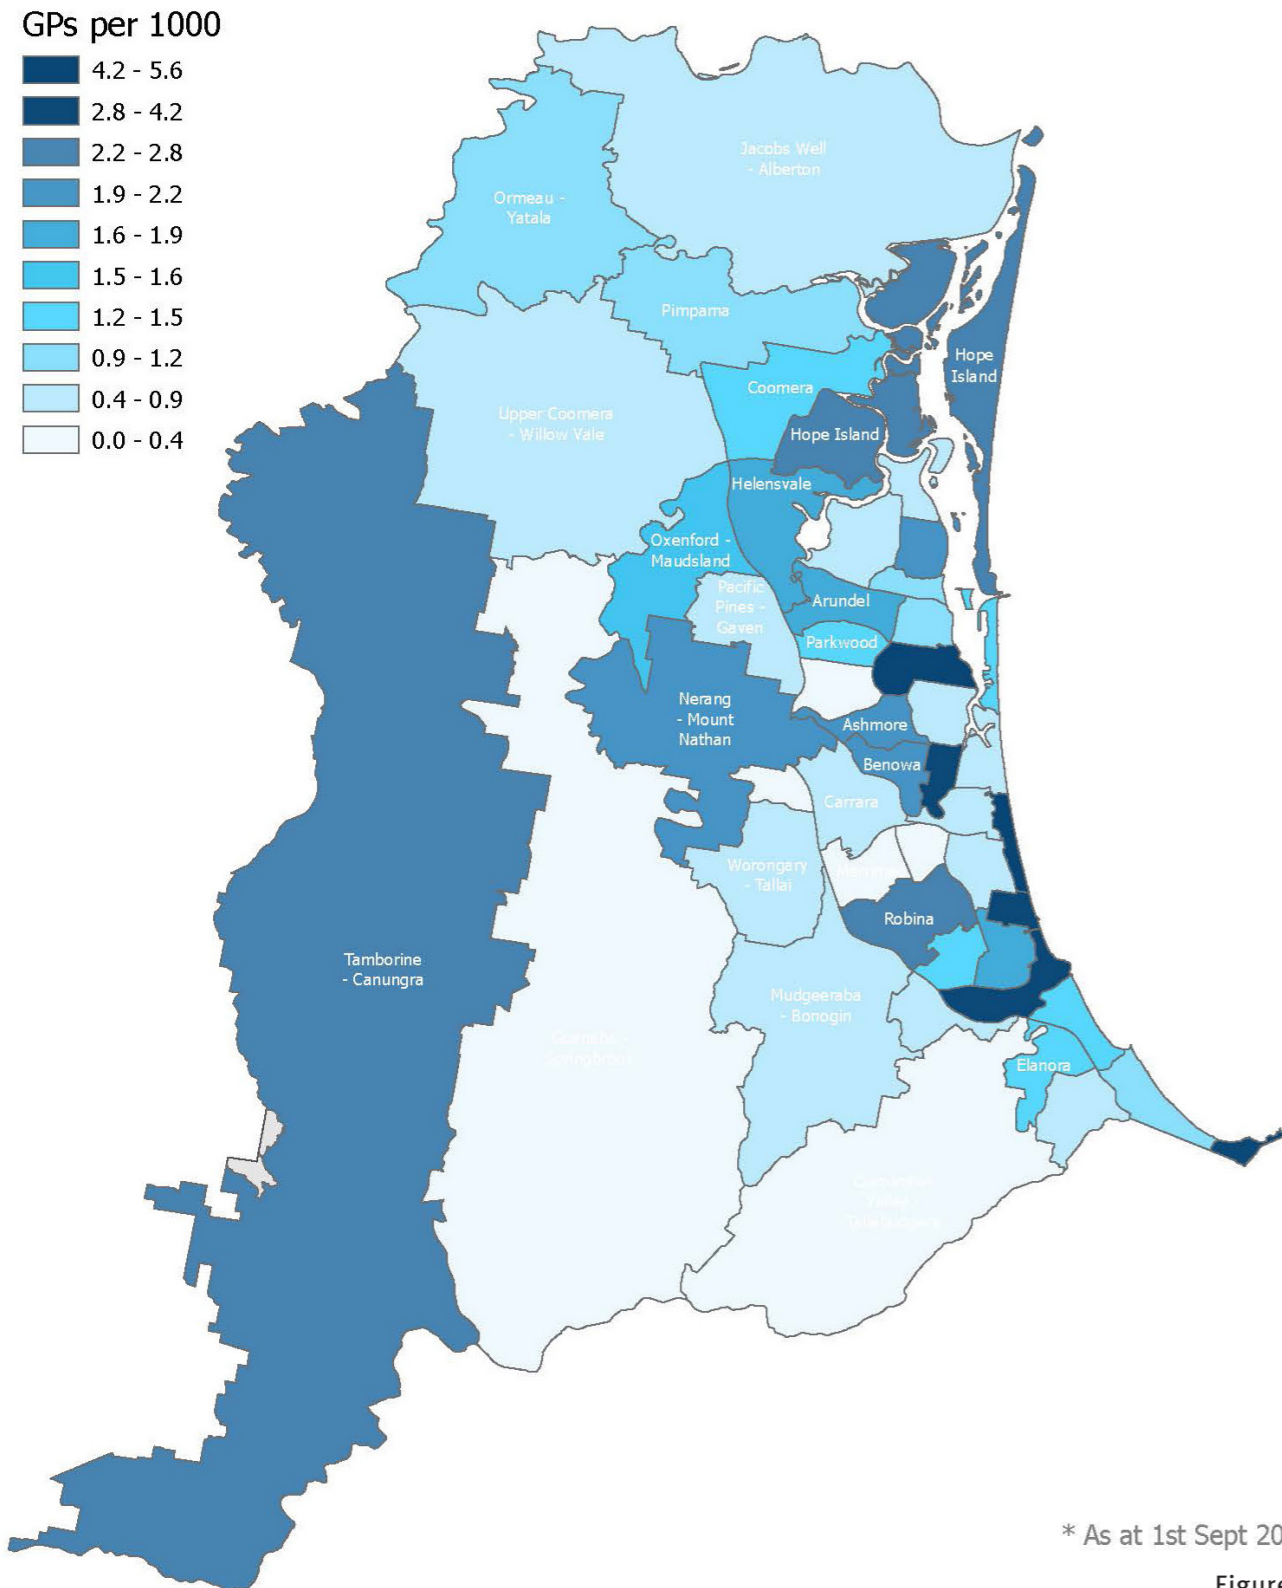 GPs per 1000
4.2 - 5.6
2.8 - 4.2
2.2 - 2.8
1.9 - 2.2
1.6 - 1.9
1.5 - 1.6
1.2 - 1.5
0.9 - 1.2
0.4 - 0.9
0.0 - 0.4
Jacobs Well
- Alberton
Ormeau -
Yatala
Pimpama
Hope
Island
Coomera
Upper Coomera
- Willow Vale
Hope Island
Helensvale
Oxenford -
Maudsland
Pacific
Pines -
Gaven
Arundel
Parkwood
Nerang
- Mount
Nathan
Ashmore
Benowa
Carrara
Worongary
- Tallai
Robina
Tamborine
- Canungra
Mudgeeraba
- Bonogin
Elanora
* As at 1st Sept 20
Figure